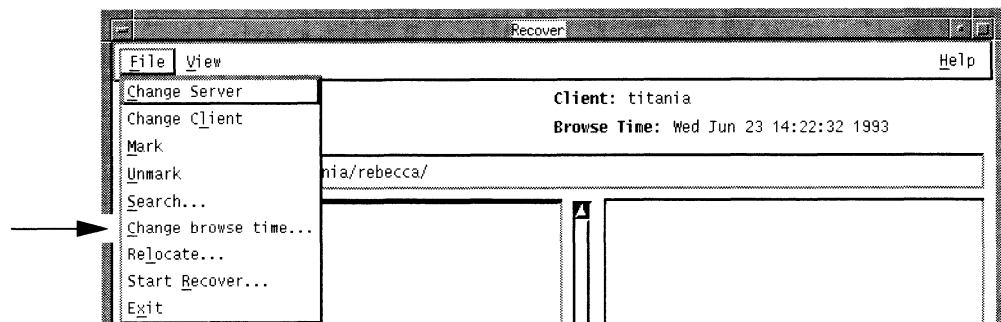 Recover
File View Help
Change Server
Change Client
Mark
Unmark
Search...
Change browse time...
Relocate...
Start Recover...
Exit
Client: titania
Browse Time: Wed Jun 23 14:22:32 1993
nia/rebecca/